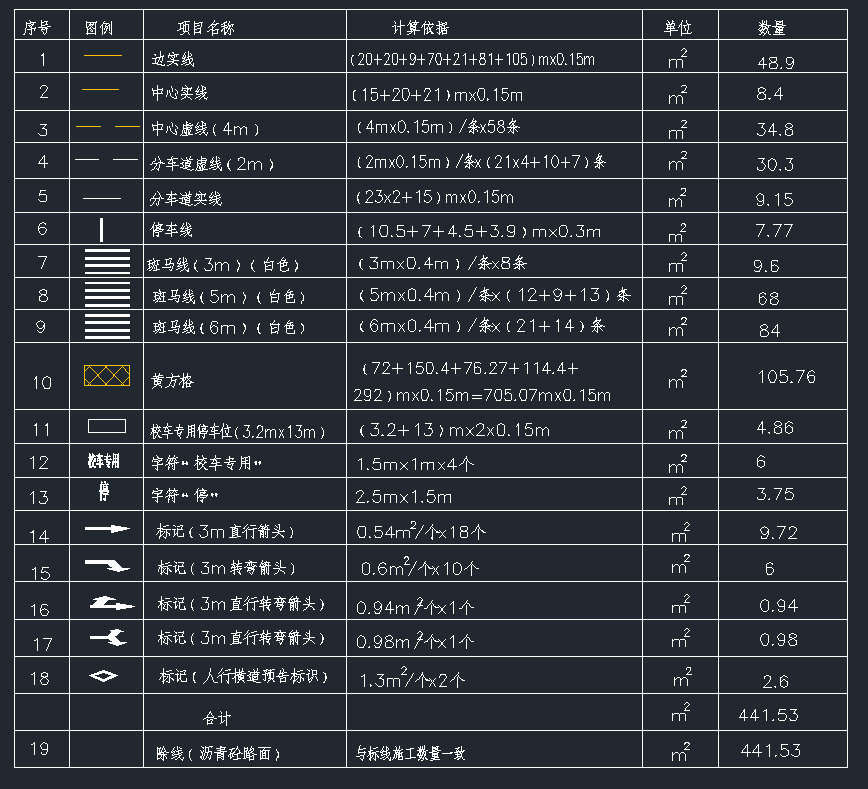 序号 图例 项目名称 计算依据 单位 数量
1 边实线 (20+20+9+70+21+81+105)mx0.15m m² 48.9
2 中心实线 (15+20+21)mx0.15m m² 8.4
3 中心虚线(4m) (4mx0.15m)/条x58条 m² 34.8
4 分车道虚线(2m) (2mx0.15m)/条x(21x4+10+7)条 m² 30.3
5 分车道实线 (23x2+15)mx0.15m m² 9.15
6 停车线 (10.5+7+4.5+3.9)mx0.3m m² 7.77
7 斑马线(3m)(白色) (3mx0.4m)/条x8条 m² 9.6
8 斑马线(5m)(白色) (5mx0.4m)/条x(12+9+13)条 m² 68
9 斑马线(6m)(白色) (6mx0.4m)/条x(21+14)条 m² 84
10 黄方格 (72+150.4+76.27+114.4+
292)mx0.15m=705.07mx0.15m m² 105.76
11 校车专用停车位(3.2mx13m) (3.2+13)mx2x0.15m m² 4.86
12 校车专用 字符“校车专用” 1.5mx1mx4个 m² 6
13 停 字符“停” 2.5mx1.5m m² 3.75
14 标记(3m直行箭头) 0.54m²/个x18个 m² 9.72
15 标记(3m转弯箭头) 0.6m²/个x10个 m² 6
16 标记(3m直行转弯箭头) 0.94m²/个x1个 m² 0.94
17 标记(3m直行转弯箭头) 0.98m²/个x1个 m² 0.98
18 标记(人行横道预告标识) 1.3m²/个x2个 m² 2.6
合计 m² 441.53
19 除线(沥青砼路面) 与标线施工数量一致 m² 441.53